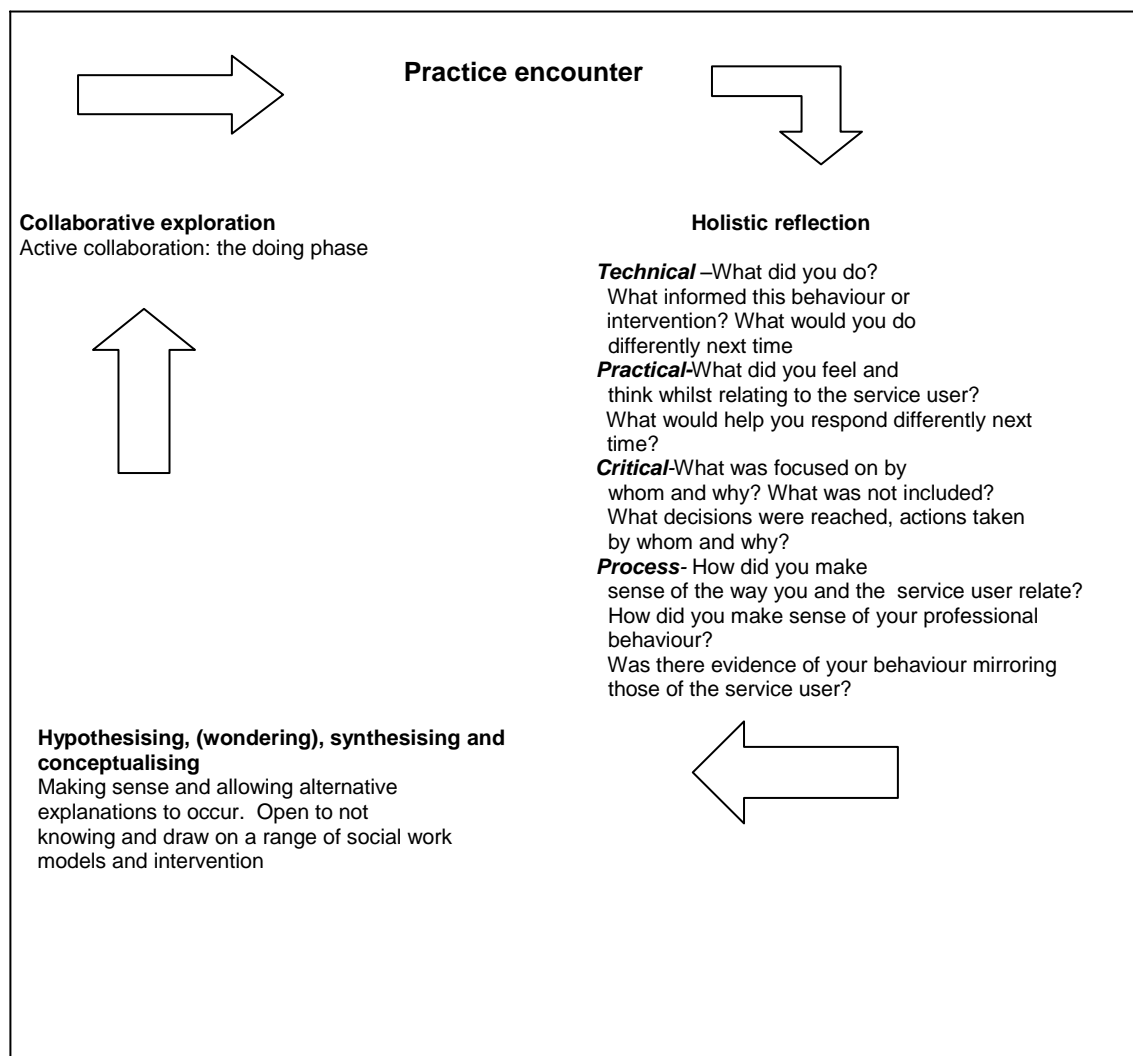 Practice encounter
Collaborative exploration
Active collaboration: the doing phase
Holistic reflection
Technical –What did you do?
What informed this behaviour or
intervention? What would you do
differently next time
Practical-What did you feel and
think whilst relating to the service user?
What would help you respond differently next
time?
Critical-What was focused on by
whom and why? What was not included?
What decisions were reached, actions taken
by whom and why?
Process- How did you make
sense of the way you and the service user relate?
How did you make sense of your professional
behaviour?
Was there evidence of your behaviour mirroring
those of the service user?
Hypothesising, (wondering), synthesising and
conceptualising
Making sense and allowing alternative
explanations to occur. Open to not
knowing and draw on a range of social work
models and intervention